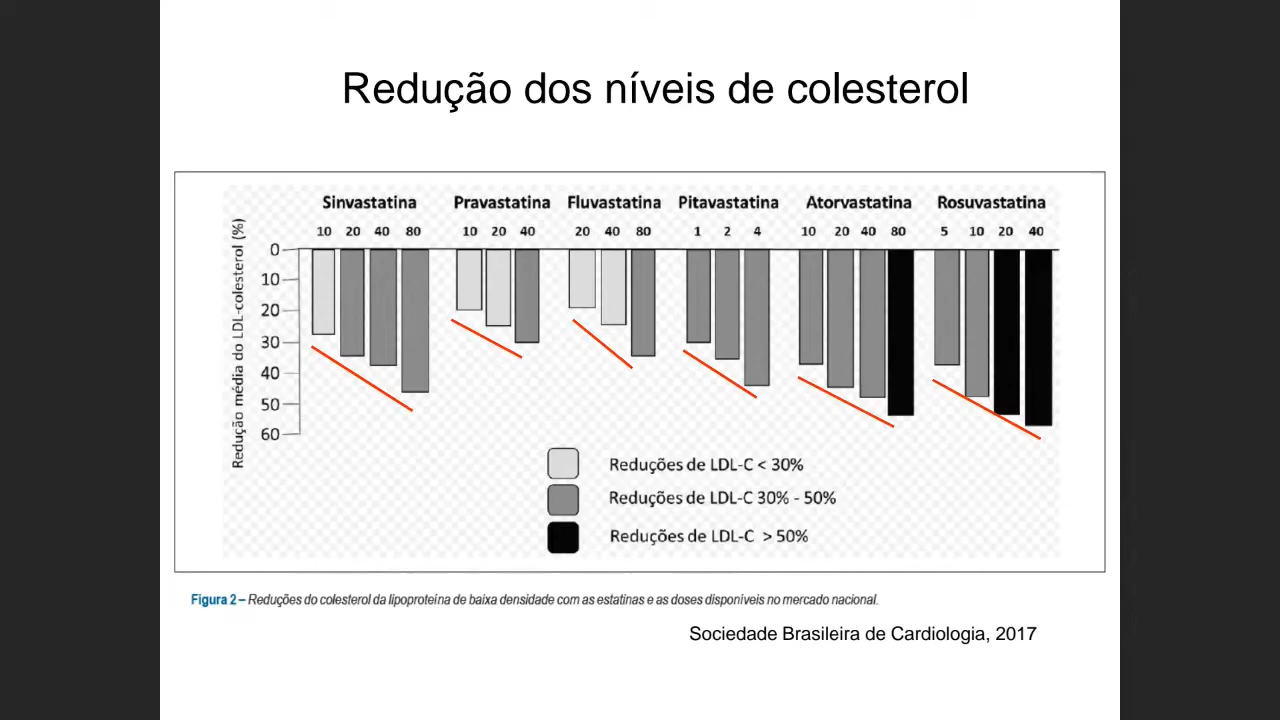 Redução dos níveis de colesterol
Sinvastatina Pravastatina Fluvastatina Pitavastatina Atorvastatina Rosuvastatina
10 20 40 80 10 20 40 20 40 80 1 2 4 10 20 40 80 5 10 20 40
Redução média do LDL-colesterol (%)
0
10
20
30
40
50
60
Reduções de LDL-C < 30%
Reduções de LDL-C 30% - 50%
Reduções de LDL-C > 50%
Figura 2 – Reduções do colesterol da lipoproteína de baixa densidade com as estatinas e as doses disponíveis no mercado nacional.
Sociedade Brasileira de Cardiologia, 2017